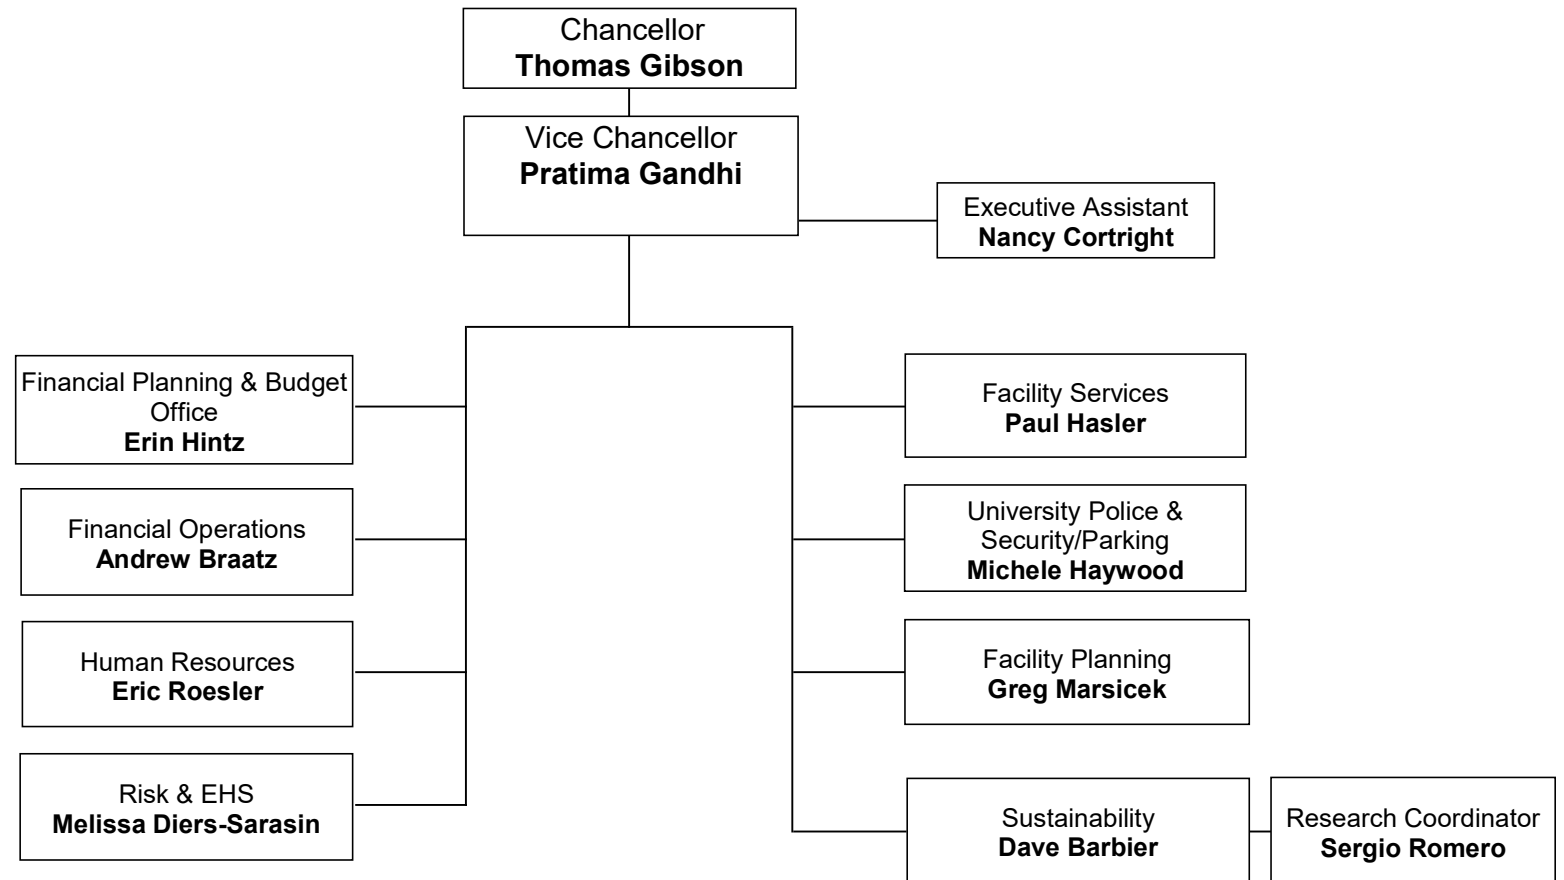 Chancellor
Thomas Gibson
Vice Chancellor
Pratima Gandhi
Executive Assistant
Nancy Cortright
Financial Planning & Budget
Office
Erin Hintz
Financial Operations
Andrew Braatz
Human Resources
Eric Roesler
Risk & EHS
Melissa Diers-Sarasin
Facility Services
Paul Hasler
University Police &
Security/Parking
Michele Haywood
Facility Planning
Greg Marsicek
Sustainability
Dave Barbier
Research Coordinator
Sergio Romero